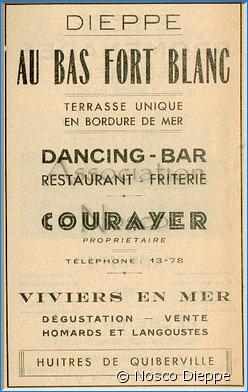 DIEPPE
AU BAS FORT BLANC
TERRASSE UNIQUE
EN BORDURE DE MER
DANCING - BAR
RESTAURANT - FRITERIE
COURAYER
PROPRIETAIRE
TÉLÉPHONE : 13-78
VIVIERS EN MER
DÉGUSTATION — VENTE
HOMARDS ET LANGOUSTES
HUITRES DE QUIBERVILLE
© Nosco Dieppe